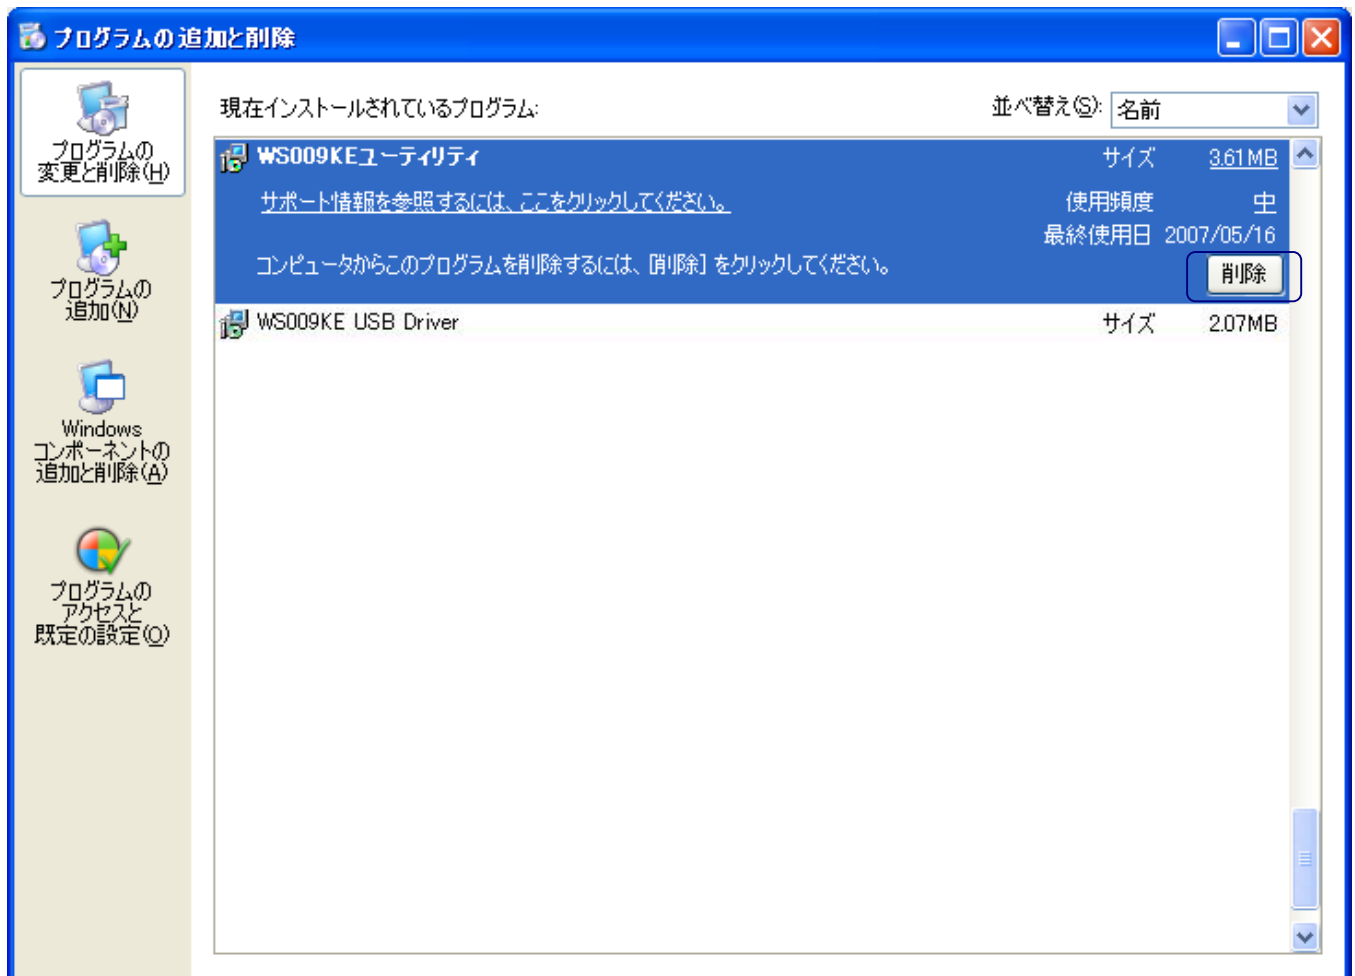 プログラムの追加と削除
プログラムの
変更と削除(H)
プログラムの
追加(N)
Windows
コンポーネントの
追加と削除(A)
プログラムの
アクセスと
既定の設定(O)
現在インストールされているプログラム:
並べ替え(S): 名前
WS009KEユーティリティ サイズ 3.61MB
サポート情報を参照するには、ここをクリックしてください。 使用頻度 中
最終使用日 2007/05/16
コンピュータからこのプログラムを削除するには、[削除] をクリックしてください。 削除
WS009KE USB Driver サイズ 2.07MB